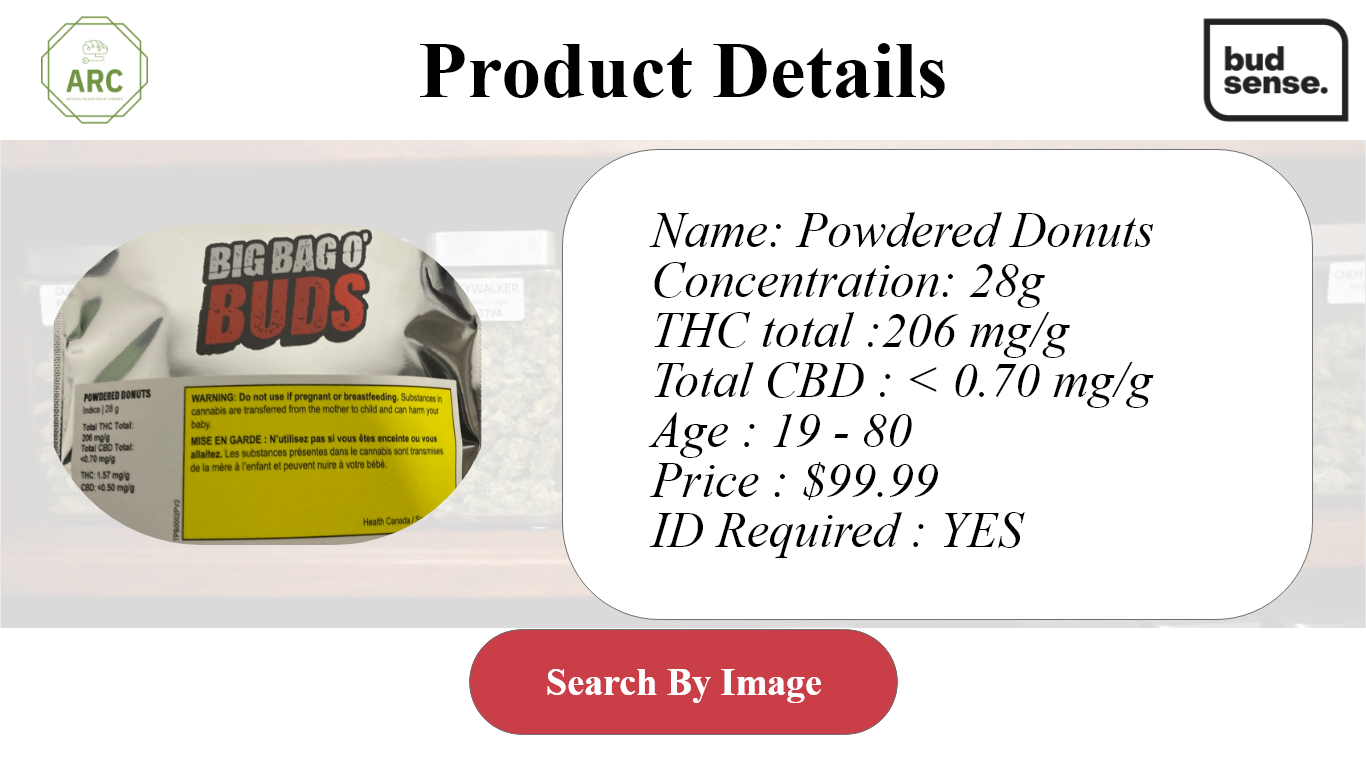 ARC
Product Details
bud
sense.
BIG BAG O'
BUDS
POWDERED DONUTS
Indica | 28 g
Total THC Total:
206 mg/g
Total CBD Total:
<0.70 mg/g
THC: 1.57 mg/g
CBD: <0.50 mg/g
WARNING: Do not use if pregnant or breastfeeding. Substances in
cannabis are transferred from the mother to child and can harm your
baby.
MISE EN GARDE : N'utilisez pas si vous êtes enceinte ou vous
allaitez. Les substances présentes dans le cannabis sont transmises
de la mère à l'enfant et peuvent nuire à votre bébé.
Health Canada /
Name: Powdered Donuts
Concentration: 28g
THC total :206 mg/g
Total CBD : < 0.70 mg/g
Age : 19 - 80
Price : $99.99
ID Required : YES
Search By Image